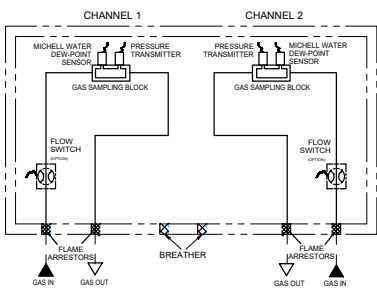 CHANNEL 1
CHANNEL 2
MICHELL WATER
DEW-POINT
SENSOR
PRESSURE
TRANSMITTER
PRESSURE
TRANSMITTER
MICHELL WATER
DEW-POINT
SENSOR
GAS SAMPLING BLOCK
GAS SAMPLING BLOCK
FLOW
SWITCH
(OPTION)
FLOW
SWITCH
(OPTION)
FLAME
ARRESTORS
BREATHER
FLAME
ARRESTORS
GAS IN
GAS OUT
GAS OUT
GAS IN